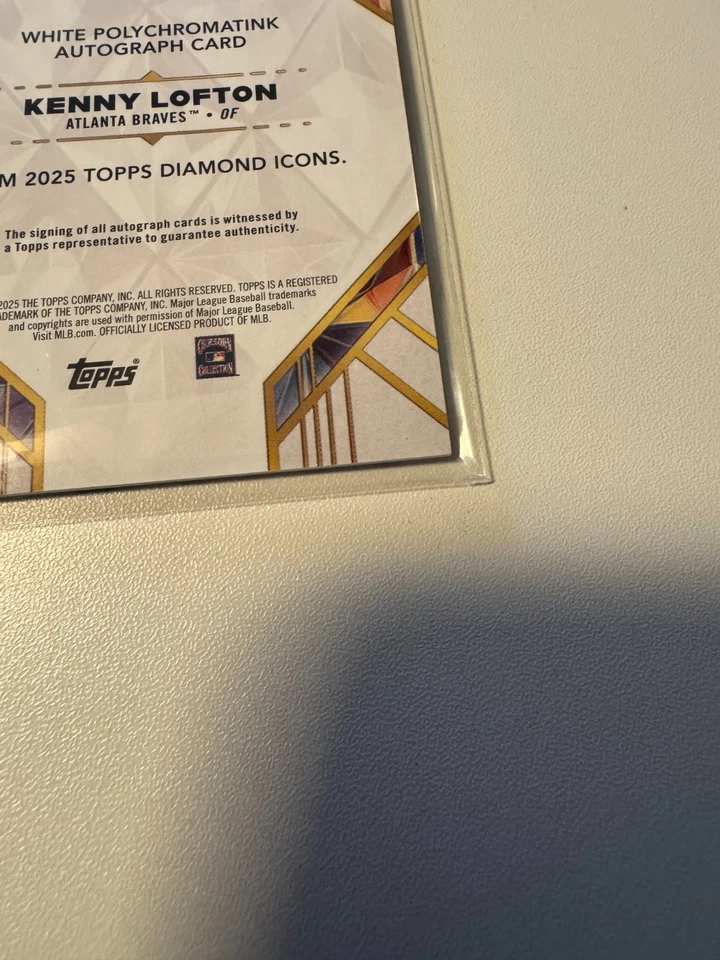 WHITE POLYCHROMATINK
AUTOGRAPH CARD
KENNY LOFTON
ATLANTA BRAVES™ • OF
M 2025 TOPPS DIAMOND ICONS.
The signing of all autograph cards is witnessed by
a Topps representative to guarantee authenticity.
2025 THE TOPPS COMPANY, INC. ALL RIGHTS RESERVED. TOPPS IS A REGISTERED
ADEMARK OF THE TOPPS COMPANY, INC. Major League Baseball trademarks
and copyrights are used with permission of Major League Baseball.
Visit MLB.com. OFFICIALLY LICENSED PRODUCT OF MLB.
topps®
COLLECTION